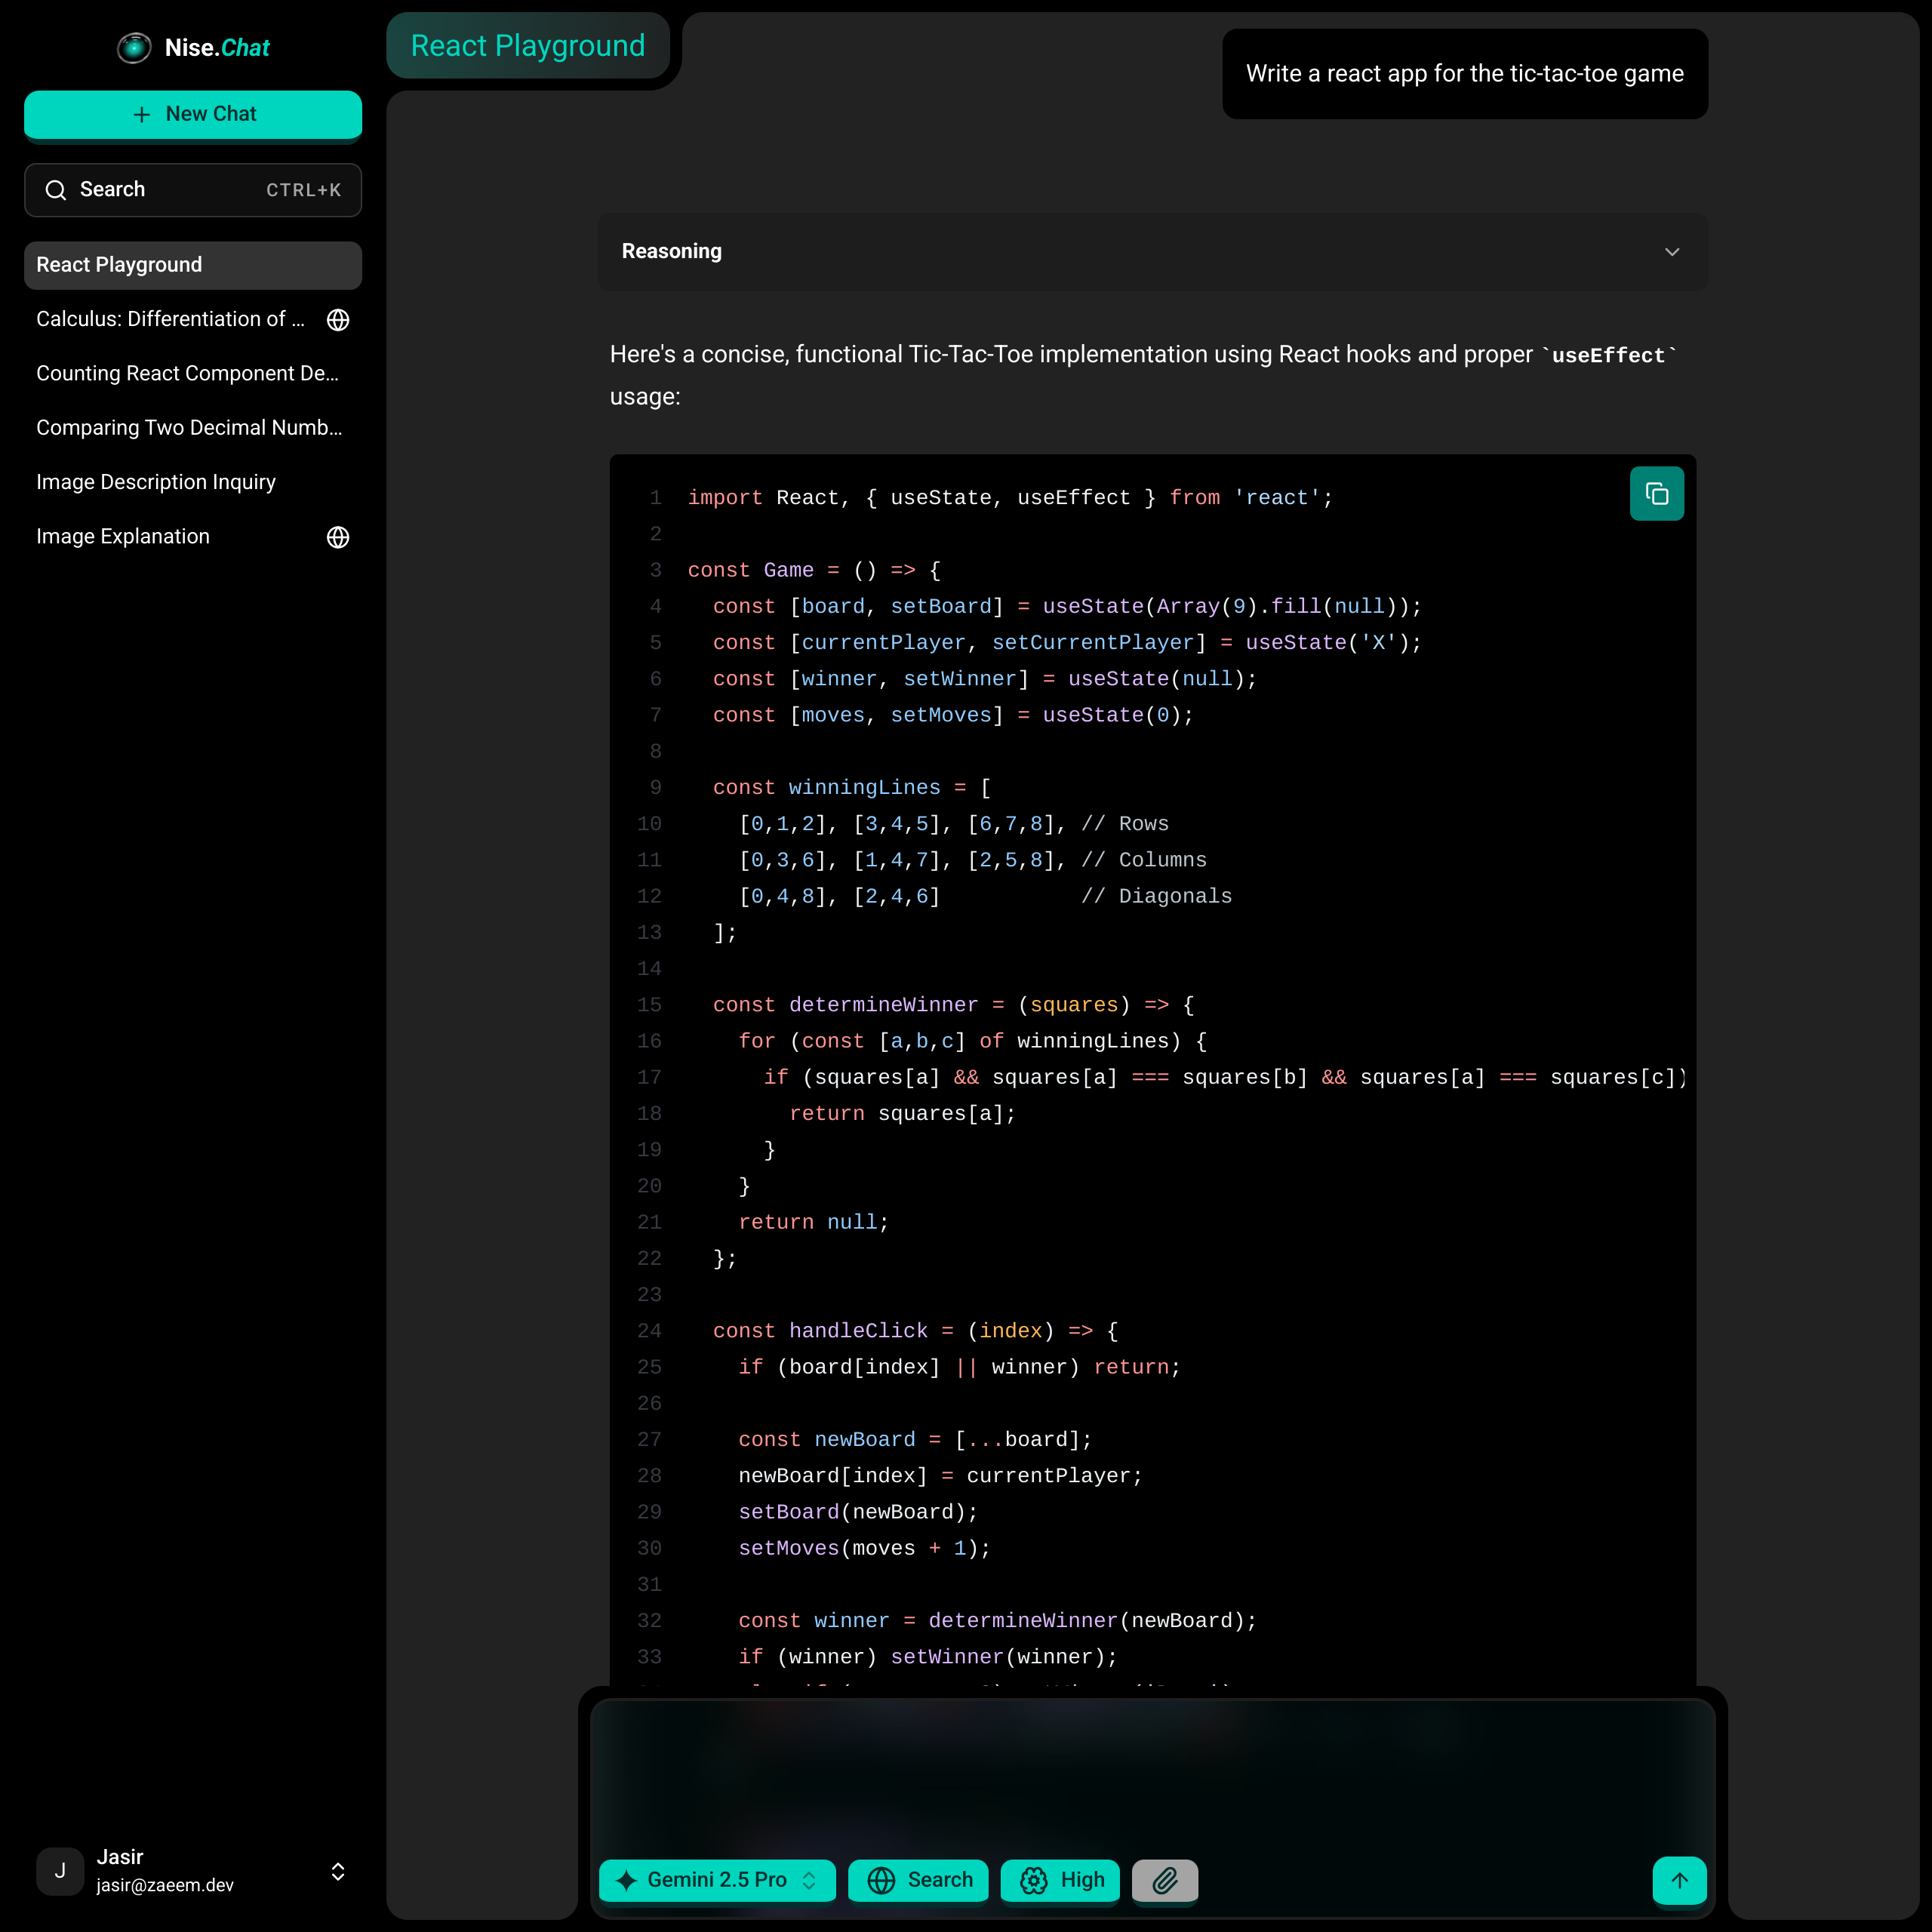 Nise.Chat
New Chat
Search CTRL+K
React Playground
Calculus: Differentiation of ...
Counting React Component De...
Comparing Two Decimal Numb...
Image Description Inquiry
Image Explanation
J
Jasir
jasir@zaeem.dev
React Playground
Write a react app for the tic-tac-toe game
Reasoning
Here's a concise, functional Tic-Tac-Toe implementation using React hooks and proper `useEffect`
usage:
1 import React, { useState, useEffect } from 'react';
2
3 const Game = () => {
4   const [board, setBoard] = useState(Array(9).fill(null));
5   const [currentPlayer, setCurrentPlayer] = useState('X');
6   const [winner, setWinner] = useState(null);
7   const [moves, setMoves] = useState(0);
8
9   const winningLines = [
10     [0,1,2], [3,4,5], [6,7,8], // Rows
11     [0,3,6], [1,4,7], [2,5,8], // Columns
12     [0,4,8], [2,4,6]           // Diagonals
13   ];
14
15   const determineWinner = (squares) => {
16     for (const [a,b,c] of winningLines) {
17       if (squares[a] && squares[a] === squares[b] && squares[a] === squares[c])
18         return squares[a];
19       }
20     }
21     return null;
22   };
23
24   const handleClick = (index) => {
25     if (board[index] || winner) return;
26
27     const newBoard = [...board];
28     newBoard[index] = currentPlayer;
29     setBoard(newBoard);
30     setMoves(moves + 1);
31
32     const winner = determineWinner(newBoard);
33     if (winner) setWinner(winner);
Gemini 2.5 Pro
Search
High